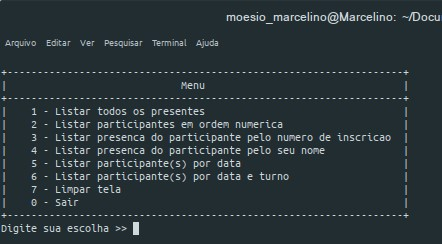 moesio_marcelino@Marcelino: ~/Docu
Arquivo Editar Ver Pesquisar Terminal Ajuda
Menu
1 - Listar todos os presentes
2 - Listar participantes em ordem numerica
3 - Listar presenca do participante pelo numero de inscricao
4 - Listar presenca do participante pelo seu nome
5 - Listar participante(s) por data
6 - Listar participante(s) por data e turno
7 - Limpar tela
0 - Sair
Digite sua escolha >>